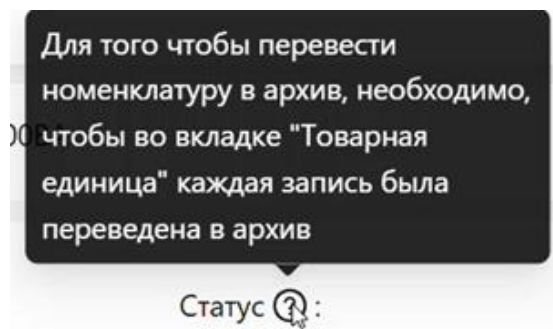 Для того чтобы перевести
номенклатуру в архив, необходимо,
чтобы во вкладке "Товарная
единица" каждая запись была
переведена в архив
Статус ? :